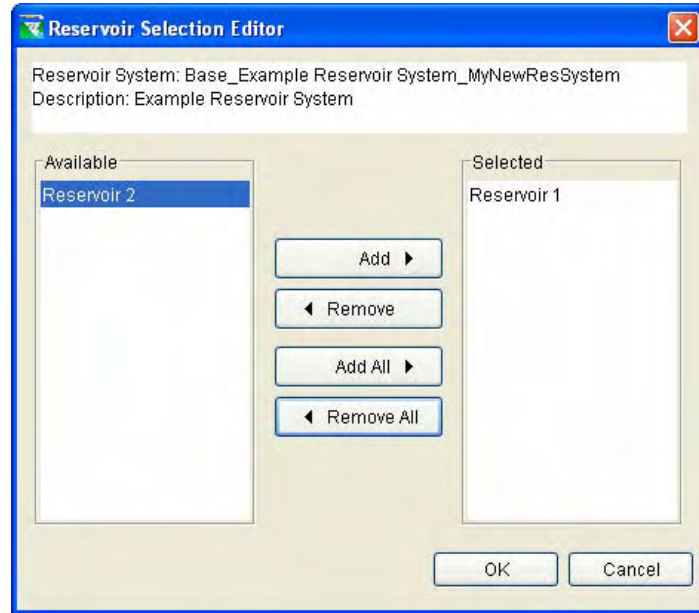 Reservoir Selection Editor
Reservoir System: Base_Example Reservoir System_MyNewResSystem
Description: Example Reservoir System
Available
Reservoir 2
Selected
Reservoir 1
Add
Remove
Add All
Remove All
OK
Cancel